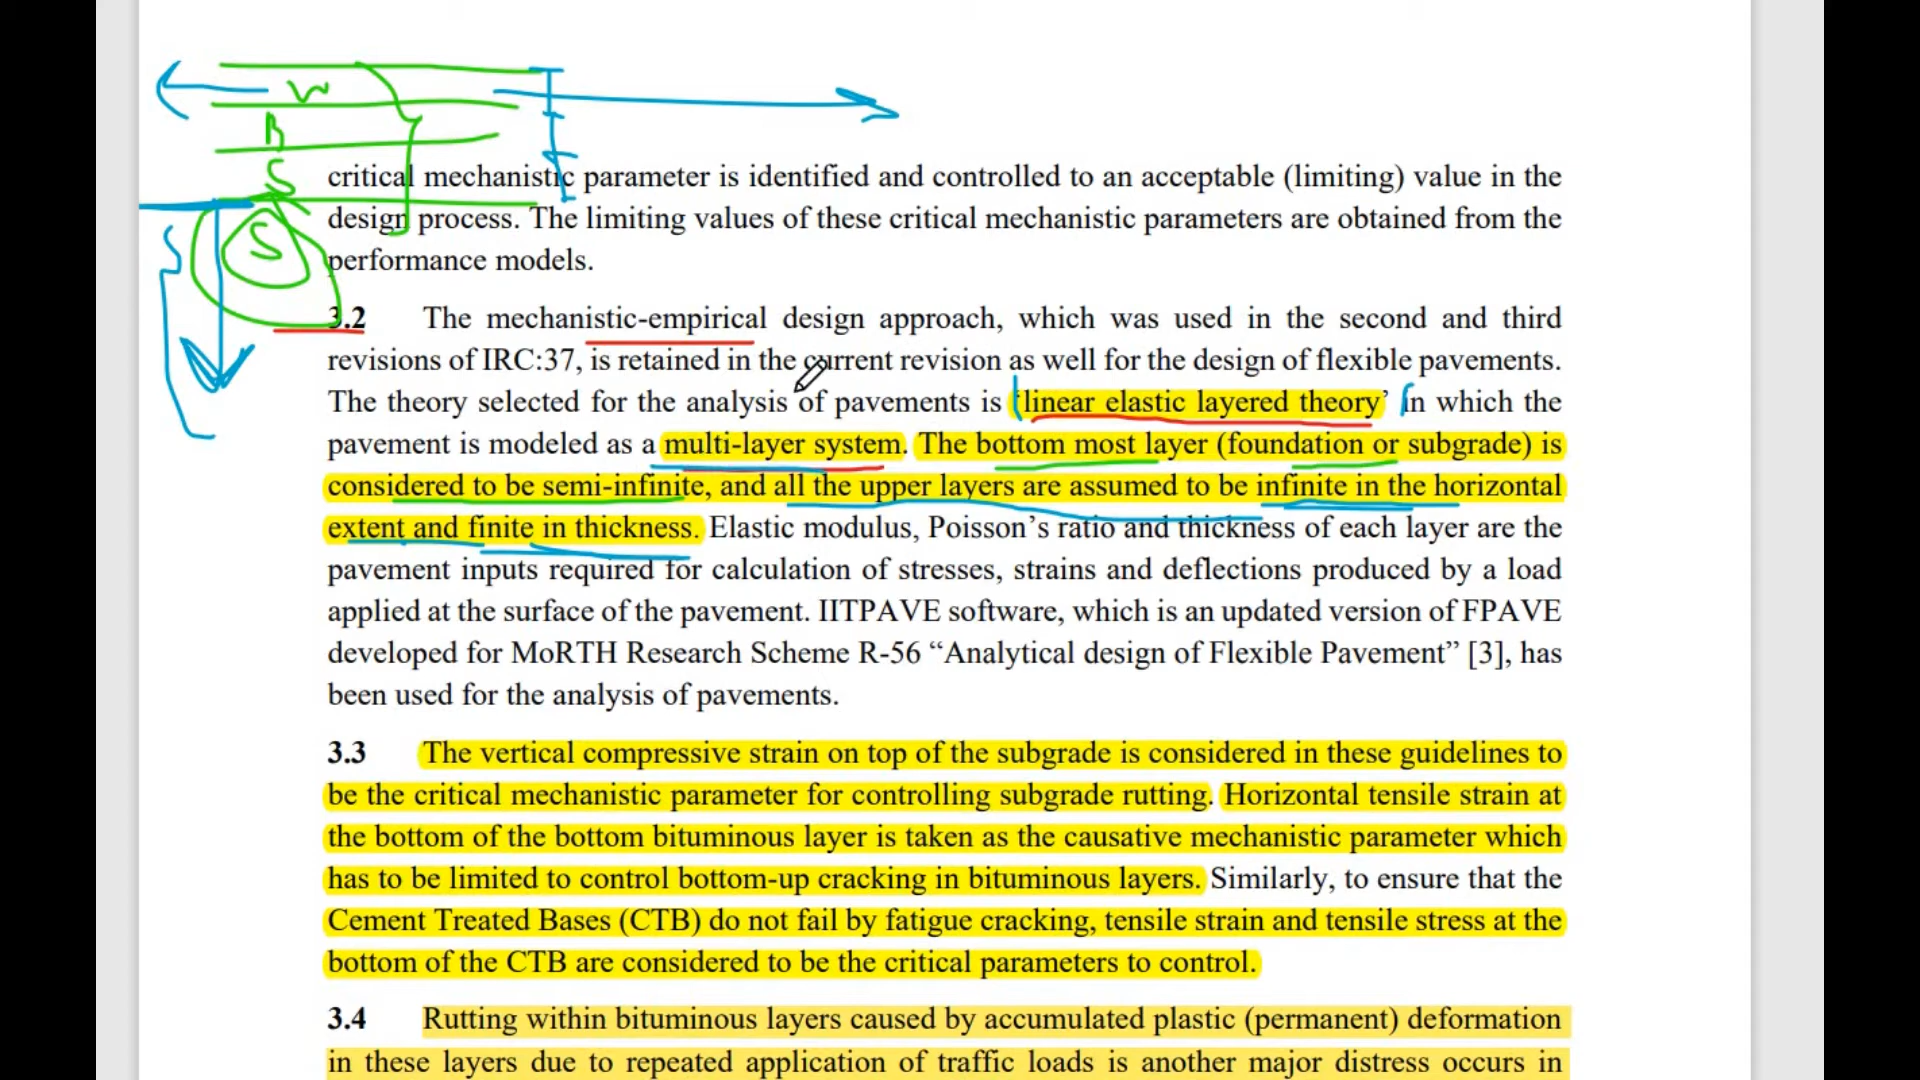 W
B
S
critical mechanistic parameter is identified and controlled to an acceptable (limiting) value in the
design process. The limiting values of these critical mechanistic parameters are obtained from the
S
performance models.
3.2 The mechanistic-empirical design approach, which was used in the second and third
revisions of IRC:37, is retained in the current revision as well for the design of flexible pavements.
The theory selected for the analysis of pavements is ‘linear elastic layered theory’ in which the
pavement is modeled as a multi-layer system. The bottom most layer (foundation or subgrade) is
considered to be semi-infinite, and all the upper layers are assumed to be infinite in the horizontal
extent and finite in thickness. Elastic modulus, Poisson’s ratio and thickness of each layer are the
pavement inputs required for calculation of stresses, strains and deflections produced by a load
applied at the surface of the pavement. IITPAVE software, which is an updated version of FPAVE
developed for MoRTH Research Scheme R-56 “Analytical design of Flexible Pavement” [3], has
been used for the analysis of pavements.
3.3 The vertical compressive strain on top of the subgrade is considered in these guidelines to
be the critical mechanistic parameter for controlling subgrade rutting. Horizontal tensile strain at
the bottom of the bottom bituminous layer is taken as the causative mechanistic parameter which
has to be limited to control bottom-up cracking in bituminous layers. Similarly, to ensure that the
Cement Treated Bases (CTB) do not fail by fatigue cracking, tensile strain and tensile stress at the
bottom of the CTB are considered to be the critical parameters to control.
3.4 Rutting within bituminous layers caused by accumulated plastic (permanent) deformation
in these layers due to repeated application of traffic loads is another major distress occurs in